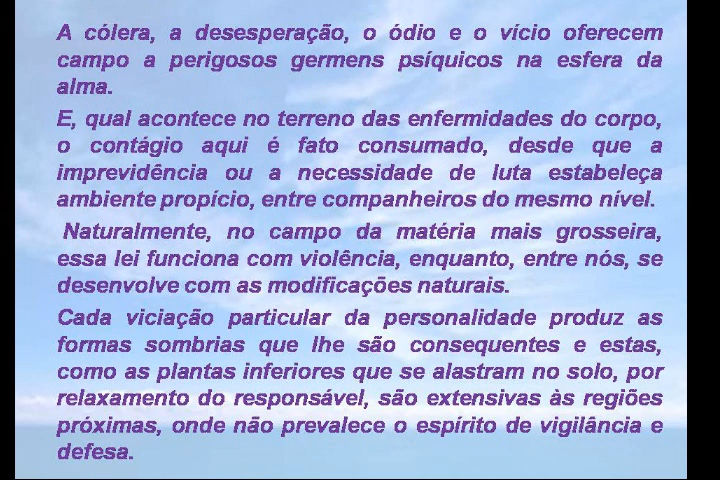 A cólera, a desesperação, o ódio e o vício oferecem
campo a perigosos germens psíquicos na esfera da
alma.
E, qual acontece no terreno das enfermidades do corpo,
o contágio aqui é fato consumado, desde que a
imprevidência ou a necessidade de luta estabeleça
ambiente propício, entre companheiros do mesmo nível.
Naturalmente, no campo da matéria mais grosseira,
essa lei funciona com violência, enquanto, entre nós, se
desenvolve com as modificações naturais.
Cada viciação particular da personalidade produz as
formas sombrias que lhe são consequentes e estas,
como as plantas inferiores que se alastram no solo, por
relaxamento do responsável, são extensivas às regiões
próximas, onde não prevalece o espírito de vigilância e
defesa.